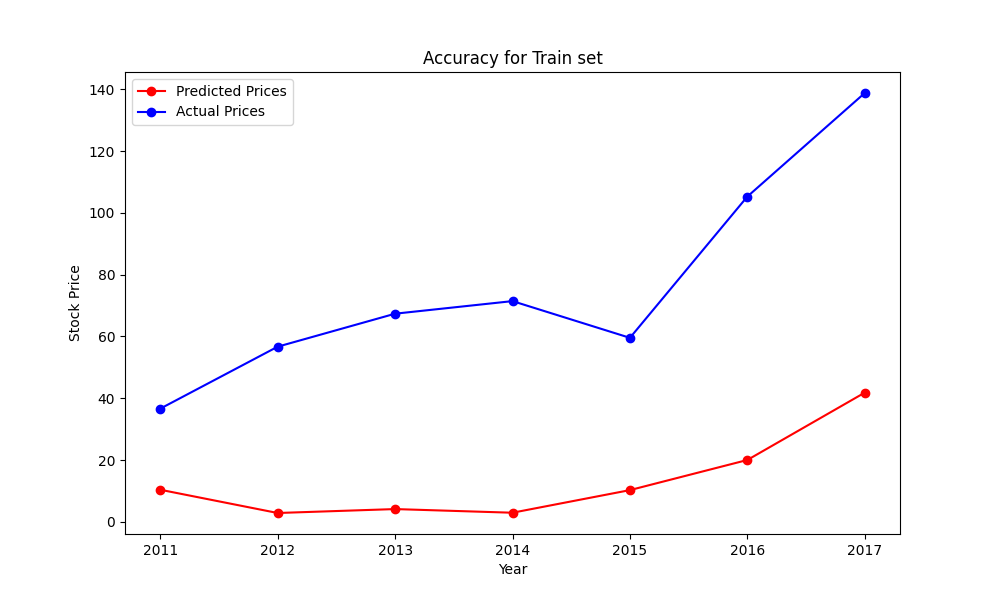 Accuracy for Train set
Predicted Prices
Actual Prices
140
120
100
80
60
40
20
0
Stock Price
2011 2012 2013 2014 2015 2016 2017
Year